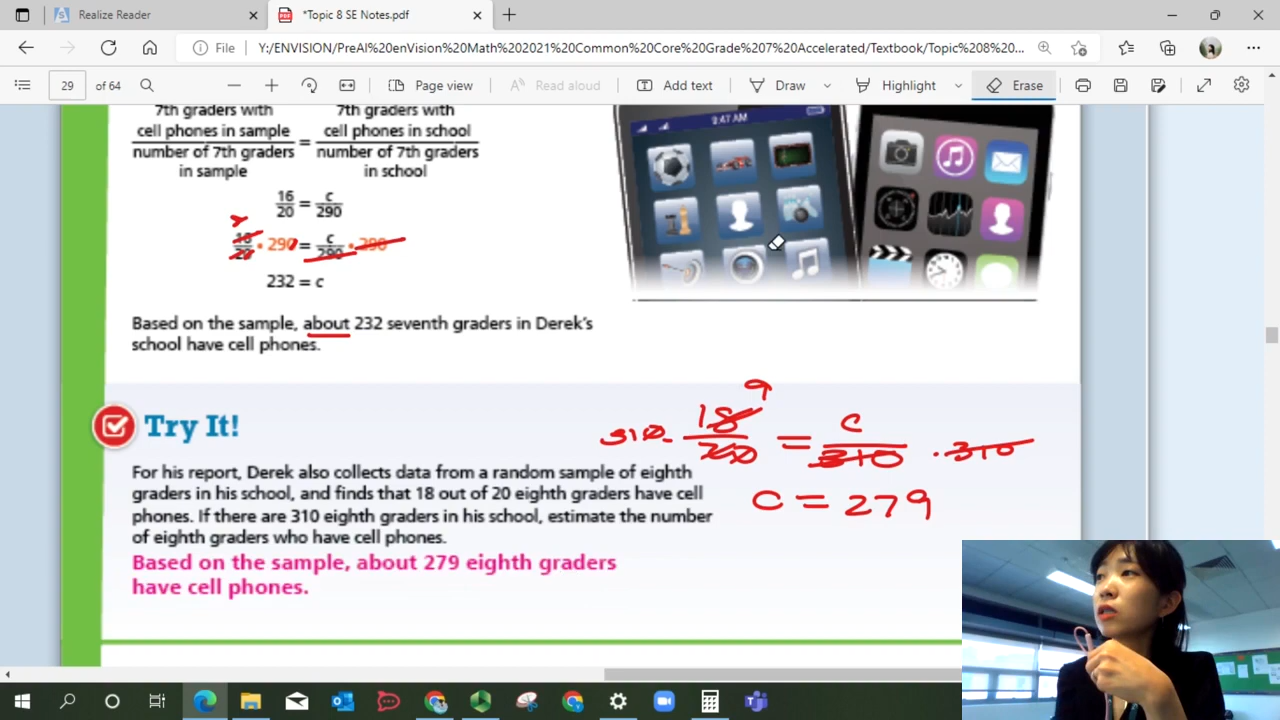 Realize Reader
*Topic 8 SE Notes.pdf
File
Y:/ENVISION/PreAI%20enVision%20Math%202021%20Common%20Core%20Grade%207%20Accelerated/Textbook/Topic%208%20...
29 of 64
Page view
Read aloud
Add text
Draw
Highlight
Erase
7th graders with 7th graders with
cell phones in sample = cell phones in school
number of 7th graders number of 7th graders
in sample in school
16/20 = c/290
16/20 • 290 = c/290 • 290
232 = c
Based on the sample, about 232 seventh graders in Derek's
school have cell phones.
9:47 AM
Try It!
For his report, Derek also collects data from a random sample of eighth
graders in his school, and finds that 18 out of 20 eighth graders have cell
phones. If there are 310 eighth graders in his school, estimate the number
of eighth graders who have cell phones.
Based on the sample, about 279 eighth graders
have cell phones.
9
310 · 18/20 = c/310 · 310
c = 279